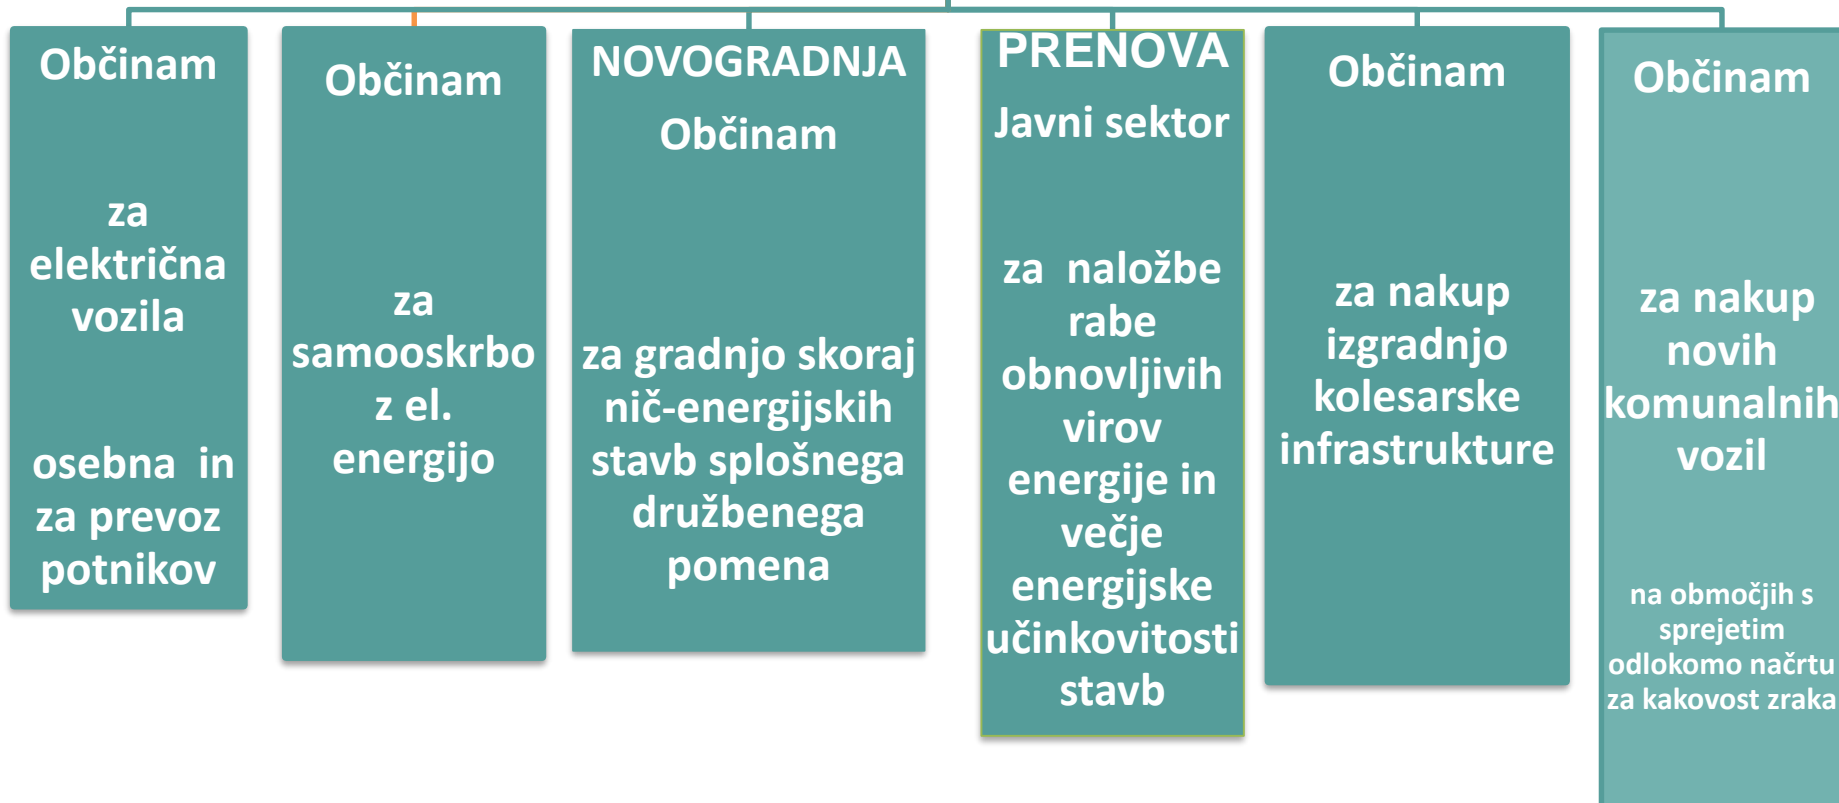 Občinam
za
električna
vozila
osebna in
za prevoz
potnikov
Občinam
za
samooskrbo
z el.
energijo
NOVOGRADNJA
Občinam
za gradnjo skoraj
nič-energijskih
stavb splošnega
družbenega
pomena
PRENOVA
Javni sektor
za naložbe
rabe
obnovljivih
virov
energije in
večje
energijske
učinkovitosti
stavb
Občinam
za nakup
izgradnjo
kolesarske
infrastrukture
Občinam
za nakup
novih
komunalnih
vozil
na območjih s
sprejetim
odlokomo načrtu
za kakovost zraka